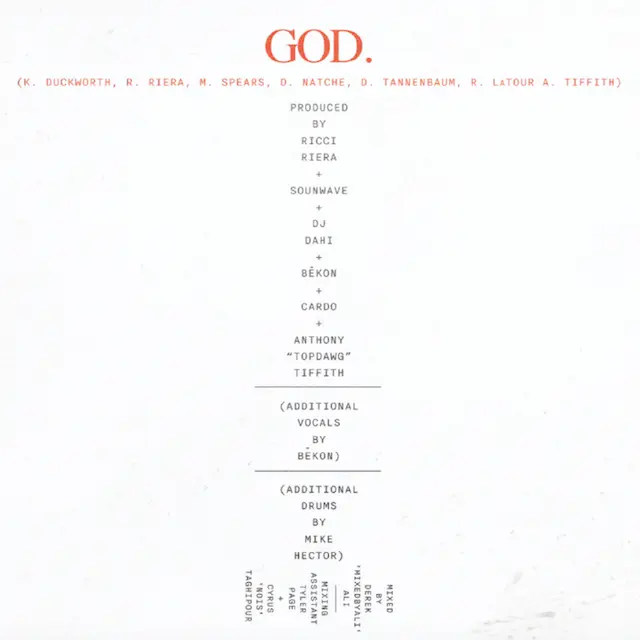 GOD.
(K. DUCKWORTH, R. RIERA, M. SPEARS, D. NATCHE, D. TANNENBAUM, R. LaTOUR A. TIFFITH)
PRODUCED
BY
RICCI
RIERA
+
SOUNWAVE
+
DJ
DAHI
+
BĒKON
+
CARDO
+
ANTHONY
“TOPDAWG”
TIFFITH
(ADDITIONAL
VOCALS
BY
BĒKON)
(ADDITIONAL
DRUMS
BY
MIKE
HECTOR)
MIXED
BY
DEREK
'MIXEDBYALI'
ALI
MIXING
ASSISTANT
TYLER
PAGE
+
CYRUS
'NOIS'
TAGHIPOUR